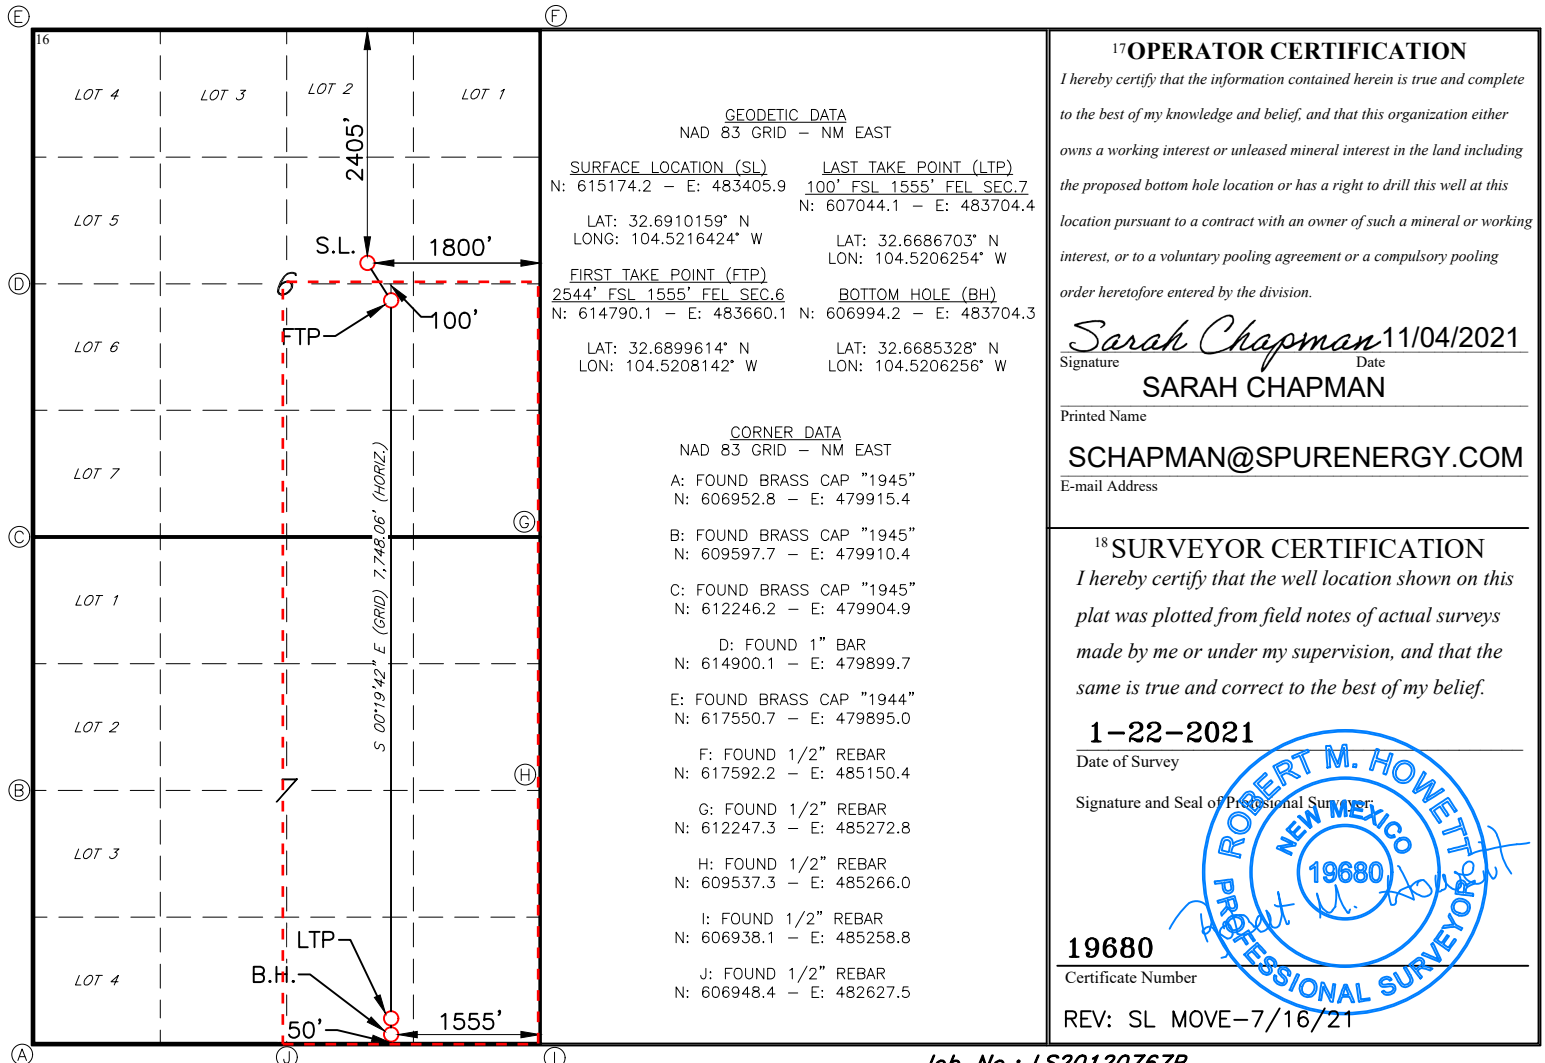 E
F
16
LOT 4
LOT 3
LOT 2
LOT 1
2405'
LOT 5
S.L.
1800'
D
6
100'
FTP
LOT 6
LOT 7
S 00°19'42" E (GRID) 7,748.06' (HORIZ.)
C
G
LOT 1
LOT 2
B
7
H
LOT 3
LTP
B.H.
LOT 4
50'
1555'
A
J
I
GEODETIC DATA
NAD 83 GRID – NM EAST
SURFACE LOCATION (SL)
N: 615174.2 – E: 483405.9
LAT: 32.6910159° N
LONG: 104.5216424° W
FIRST TAKE POINT (FTP)
2544' FSL 1555' FEL SEC.6
N: 614790.1 – E: 483660.1
LAT: 32.6899614° N
LON: 104.5208142° W
LAST TAKE POINT (LTP)
100' FSL 1555' FEL SEC.7
N: 607044.1 – E: 483704.4
LAT: 32.6686703° N
LON: 104.5206254° W
BOTTOM HOLE (BH)
N: 606994.2 – E: 483704.3
LAT: 32.6685328° N
LON: 104.5206256° W
CORNER DATA
NAD 83 GRID – NM EAST
A: FOUND BRASS CAP "1945"
N: 606952.8 – E: 479915.4
B: FOUND BRASS CAP "1945"
N: 609597.7 – E: 479910.4
C: FOUND BRASS CAP "1945"
N: 612246.2 – E: 479904.9
D: FOUND 1" BAR
N: 614900.1 – E: 479899.7
E: FOUND BRASS CAP "1944"
N: 617550.7 – E: 479895.0
F: FOUND 1/2" REBAR
N: 617592.2 – E: 485150.4
G: FOUND 1/2" REBAR
N: 612247.3 – E: 485272.8
H: FOUND 1/2" REBAR
N: 609537.3 – E: 485266.0
I: FOUND 1/2" REBAR
N: 606938.1 – E: 485258.8
J: FOUND 1/2" REBAR
N: 606948.4 – E: 482627.5
17 OPERATOR CERTIFICATION
I hereby certify that the information contained herein is true and complete
to the best of my knowledge and belief, and that this organization either
owns a working interest or unleased mineral interest in the land including
the proposed bottom hole location or has a right to drill this well at this
location pursuant to a contract with an owner of such a mineral or working
interest, or to a voluntary pooling agreement or a compulsory pooling
order heretofore entered by the division.
Sarah Chapman 11/04/2021
Signature Date
SARAH CHAPMAN
Printed Name
SCHAPMAN@SPURENERGY.COM
E-mail Address
18 SURVEYOR CERTIFICATION
I hereby certify that the well location shown on this
plat was plotted from field notes of actual surveys
made by me or under my supervision, and that the
same is true and correct to the best of my belief.
1-22-2021
Date of Survey
Signature and Seal of Profesional Surveyor:
ROBERT M. HOWETT
NEW MEXICO
19680
PROFESSIONAL SURVEYOR
Robert M. Howett
19680
Certificate Number
REV: SL MOVE–7/16/21
Job No.: LS20120767R